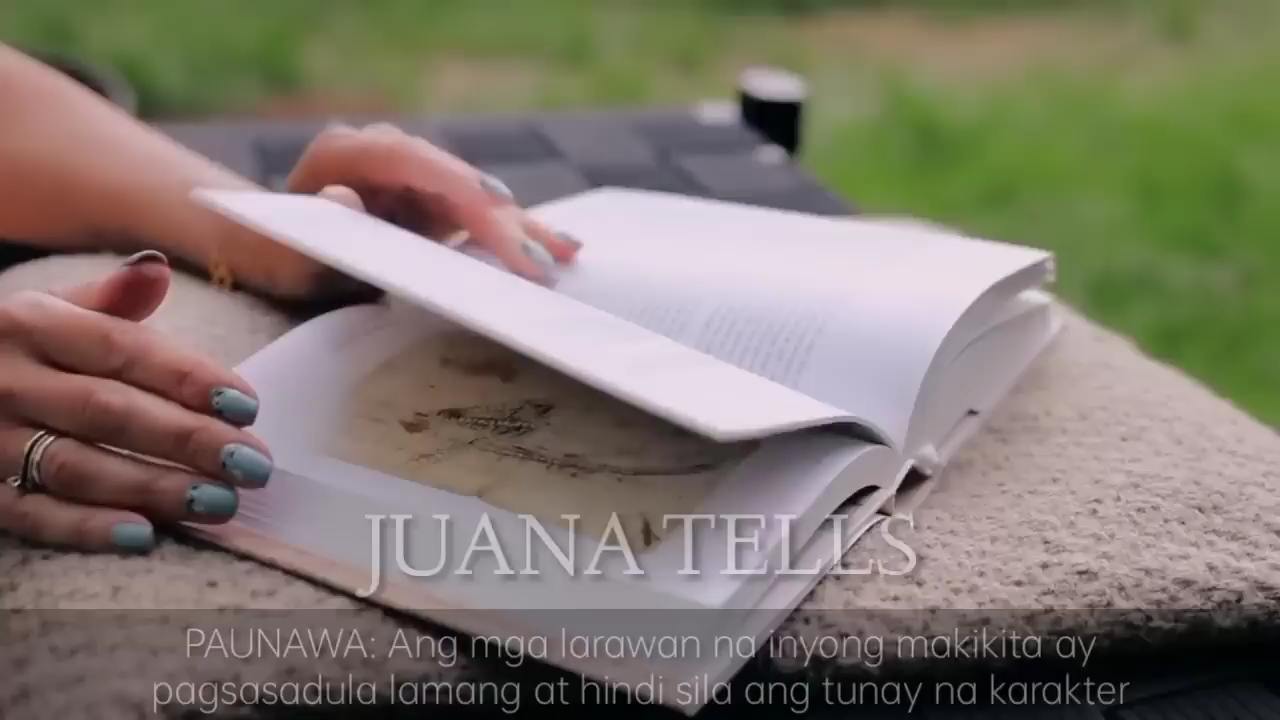 JUANA TELLS
PAUNAWA: Ang mga larawan na inyong makikita ay
pagsasadula lamang at hindi sila ang tunay na karakter